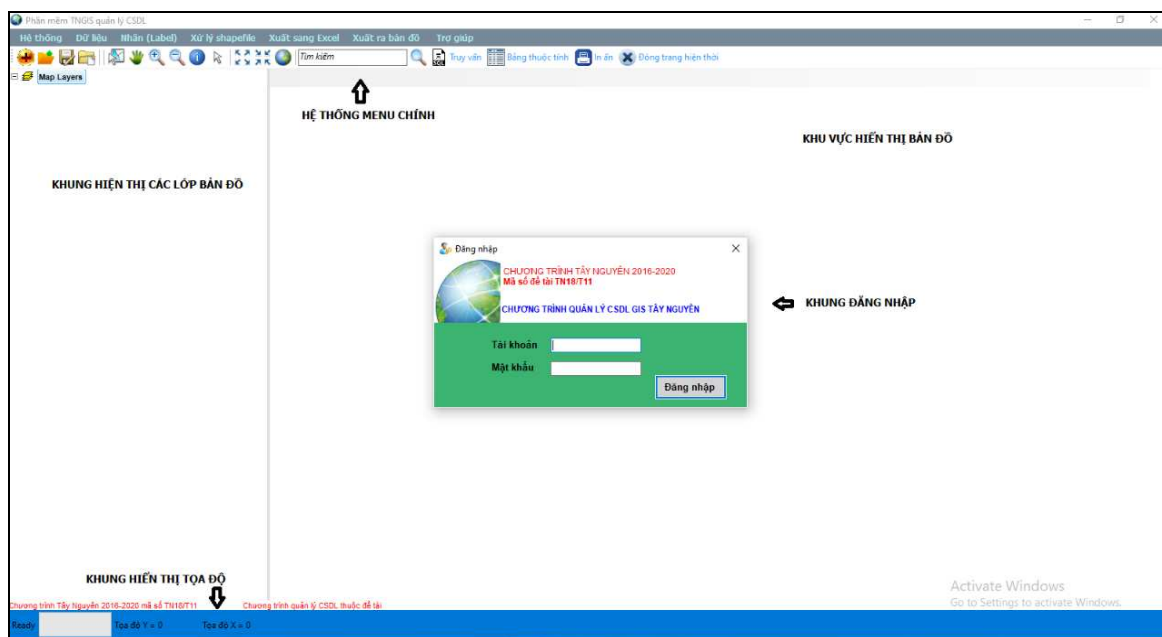 Phần mềm TNGIS quản lý CSDL
Hệ thống Dữ liệu Nhãn (Label) Xử lý shapefile Xuất sang Excel Xuất ra bản đồ Trợ giúp
Tìm kiếm Truy vấn Bảng thuộc tính In ấn Đóng trang hiện thời
Map Layers
HỆ THỐNG MENU CHÍNH
KHU VỰC HIỂN THỊ BẢN ĐỒ
KHUNG HIỆN THỊ CÁC LỚP BẢN ĐỒ
Đăng nhập
CHƯƠNG TRÌNH TÂY NGUYÊN 2016-2020
Mã số đề tài TN18/T11
CHƯƠNG TRÌNH QUẢN LÝ CSDL GIS TÂY NGUYÊN
KHUNG ĐĂNG NHẬP
Tài khoản
Mật khẩu
Đăng nhập
KHUNG HIỂN THỊ TỌA ĐỘ
Activate Windows
Go to Settings to activate Windows.
Chương trình Tây Nguyên 2016-2020 mã số TN18/T11 Chương trình quản lý CSDL thuộc đề tài
Ready Tọa độ Y = 0 Tọa độ X = 0